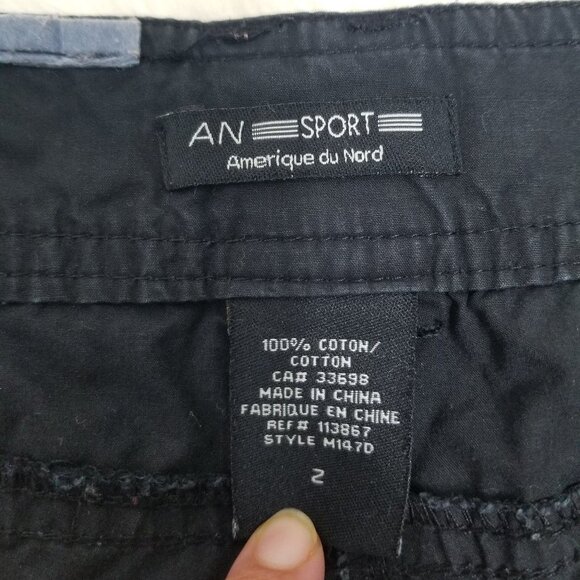 AN SPORT
Amerique du Nord
100% COTON/
COTTON
CA# 33698
MADE IN CHINA
FABRIQUE EN CHINE
REF# 113867
STYLE M147D
2